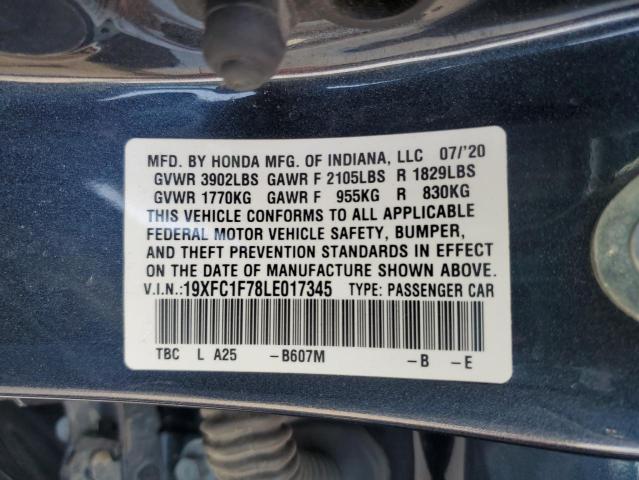 MFD. BY HONDA MFG. OF INDIANA, LLC 07/'20
GVWR 3902LBS GAWR F 2105LBS R 1829LBS
GVWR 1770KG GAWR F 955KG R 830KG
THIS VEHICLE CONFORMS TO ALL APPLICABLE
FEDERAL MOTOR VEHICLE SAFETY, BUMPER,
AND THEFT PREVENTION STANDARDS IN EFFECT
ON THE DATE OF MANUFACTURE SHOWN ABOVE.
V.I.N.:19XFC1F78LE017345 TYPE: PASSENGER CAR
TBC L A25 -B607M -B -E